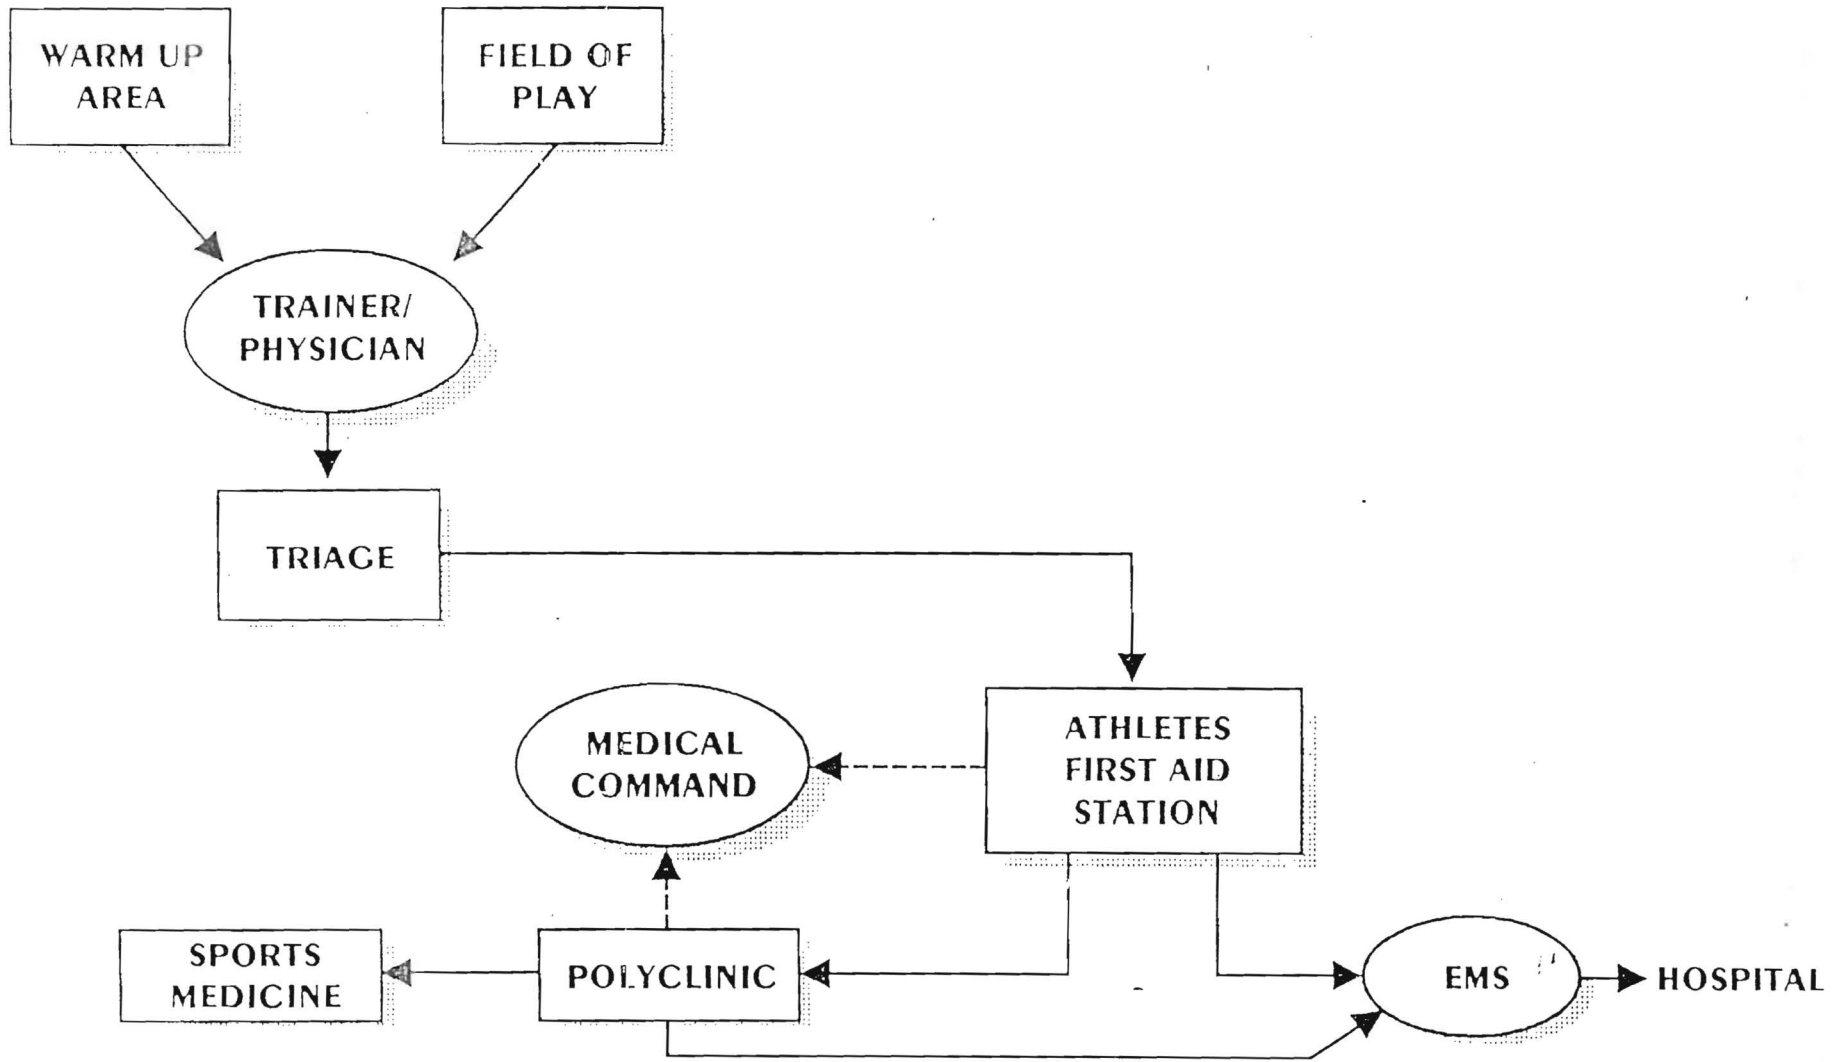 WARM UP
AREA
FIELD OF
PLAY
TRAINER/
PHYSICIAN
TRIAGE
MEDICAL
COMMAND
ATHLETES
FIRST AID
STATION
SPORTS
MEDICINE
POLYCLINIC
EMS
HOSPITAL